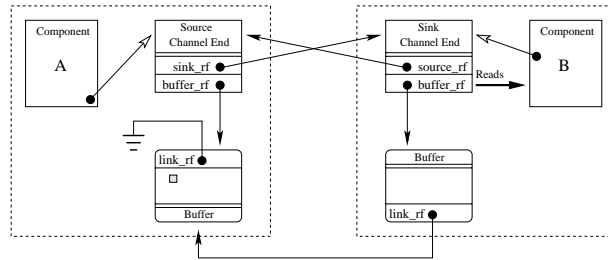 Component
A
Source
Channel End
sink_rf
buffer_rf
link_rf
Buffer
Sink
Channel End
source_rf
buffer_rf
Reads
Component
B
Buffer
link_rf